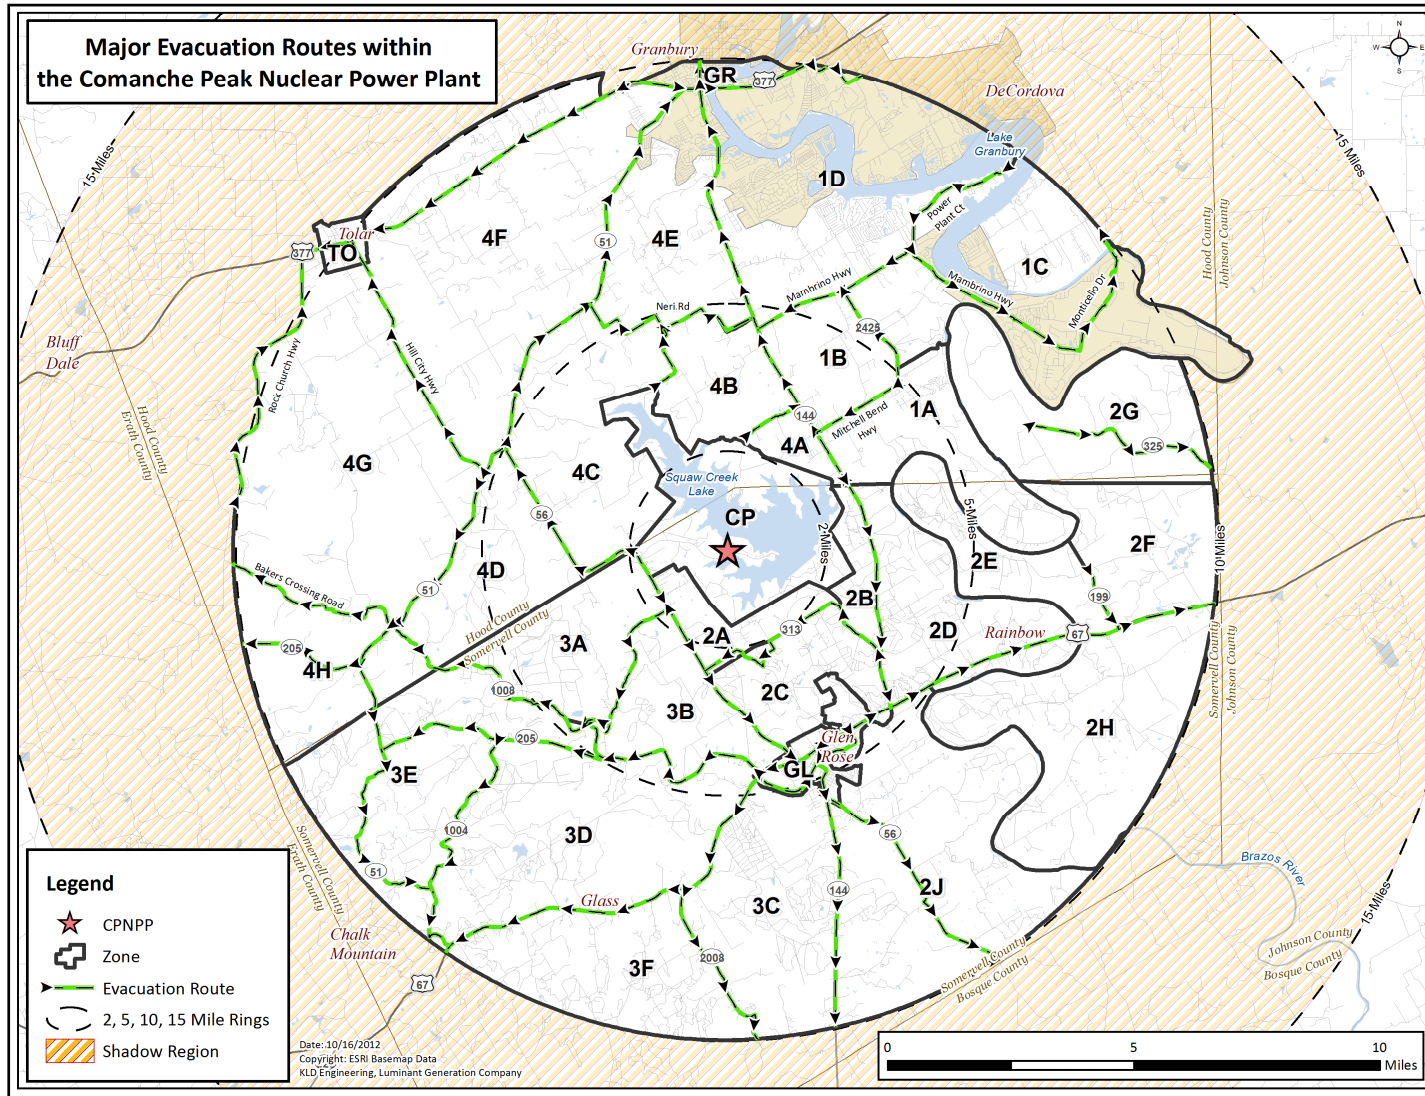 Major Evacuation Routes within
the Comanche Peak Nuclear Power Plant
Granbury
GR
377
DeCordova
N
W
E
S
Lake
Granbury
15 Miles
15 Miles
1D
Power
Plant Ct
Hood County
Johnson County
Tolar
TO
377
4F
51
4E
1C
Mambrino Hwy
Mambrino Hwy
Monticello Dr
Neri Rd
2425
Bluff
Dale
Rock Church Hwy
Hill City Hwy
1B
4B
1A
2G
144
Mitchell Bend
Hwy
Hood County
Erath County
4A
325
4G
4C
Squaw Creek
Lake
CP
56
2 Miles
5 Miles
10 Miles
2F
2E
4D
Bakers Crossing Road
51
2B
199
Hood County
Somervell County
313
2A
2D
Rainbow
67
3A
205
4H
1008
2C
Somervell County
Johnson County
3B
2H
205
Glen
Rose
GL
3E
1004
3D
56
Somervell County
Erath County
51
144
2J
Brazos River
Glass
3C
15 Miles
Chalk
Mountain
67
2008
3F
Somervell County
Bosque County
Johnson County
Bosque County
Legend
CPNPP
Zone
Evacuation Route
2, 5, 10, 15 Mile Rings
Shadow Region
Date: 10/16/2012
Copyright: ESRI Basemap Data
KLD Engineering, Luminant Generation Company
0
5
10
Miles